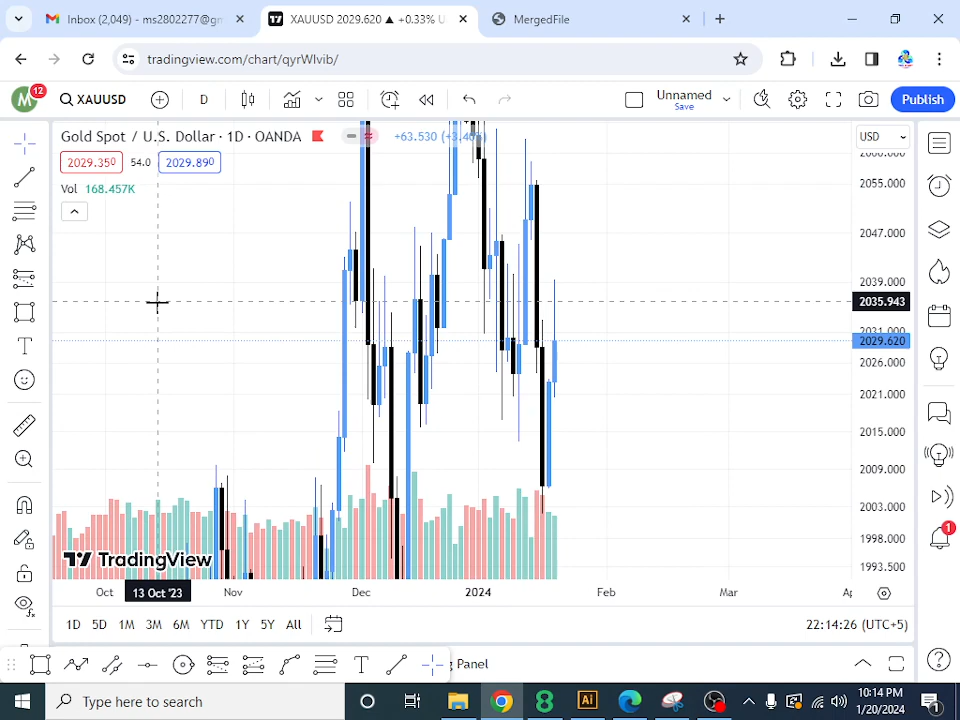 Inbox (2,049) - ms2802277@gm
XAUUSD 2029.620 ▲ +0.33% U
MergedFile
tradingview.com/chart/qyrWlvib/
M
12
XAUUSD
D
Unnamed
Save
Publish
Gold Spot / U.S. Dollar · 1D · OANDA
+63.530 (+3.40%)
USD
2029.350
54.0
2029.890
Vol 168.457K
2055.000
2047.000
2039.000
2035.943
2031.000
2029.620
2026.000
2021.000
2015.000
2009.000
2003.000
1998.000
1993.500
TradingView
Oct
13 Oct '23
Nov
Dec
2024
Feb
Mar
1D 5D 1M 3M 6M YTD 1Y 5Y All
22:14:26 (UTC+5)
Panel
Type here to search
10:14 PM
1/20/2024
1